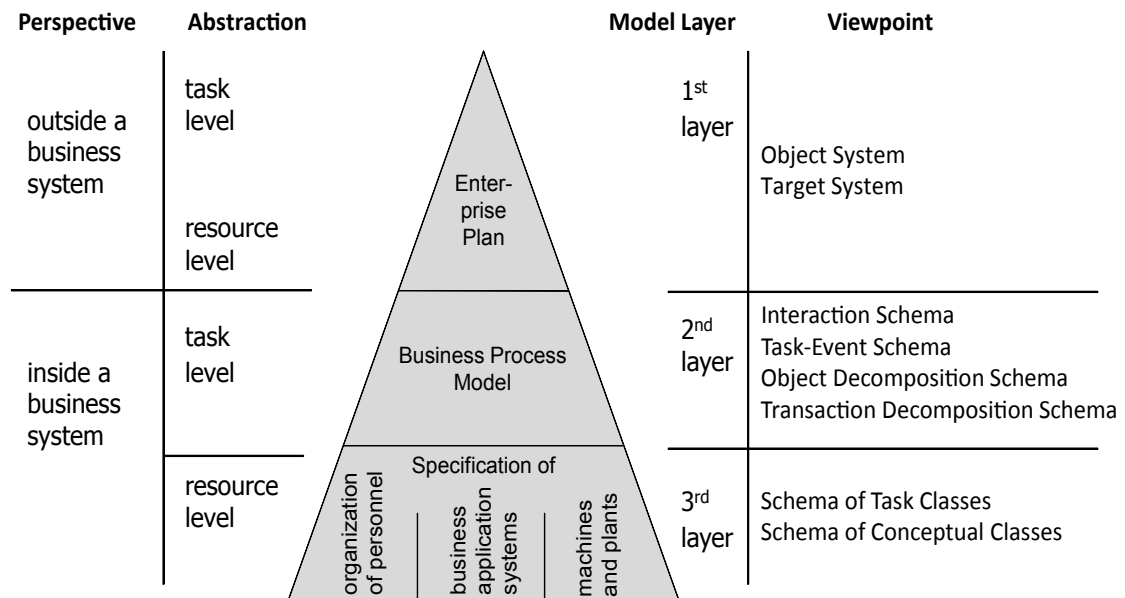 Perspective
Abstraction
Model Layer
Viewpoint
outside a
business
system
task
level
resource
level
Enter-
prise
Plan
1st
layer
Object System
Target System
inside a
business
system
task
level
Business Process
Model
2nd
layer
Interaction Schema
Task-Event Schema
Object Decomposition Schema
Transaction Decomposition Schema
resource
level
Specification of
organization
of personnel
business
application
systems
machines
and plants
3rd
layer
Schema of Task Classes
Schema of Conceptual Classes